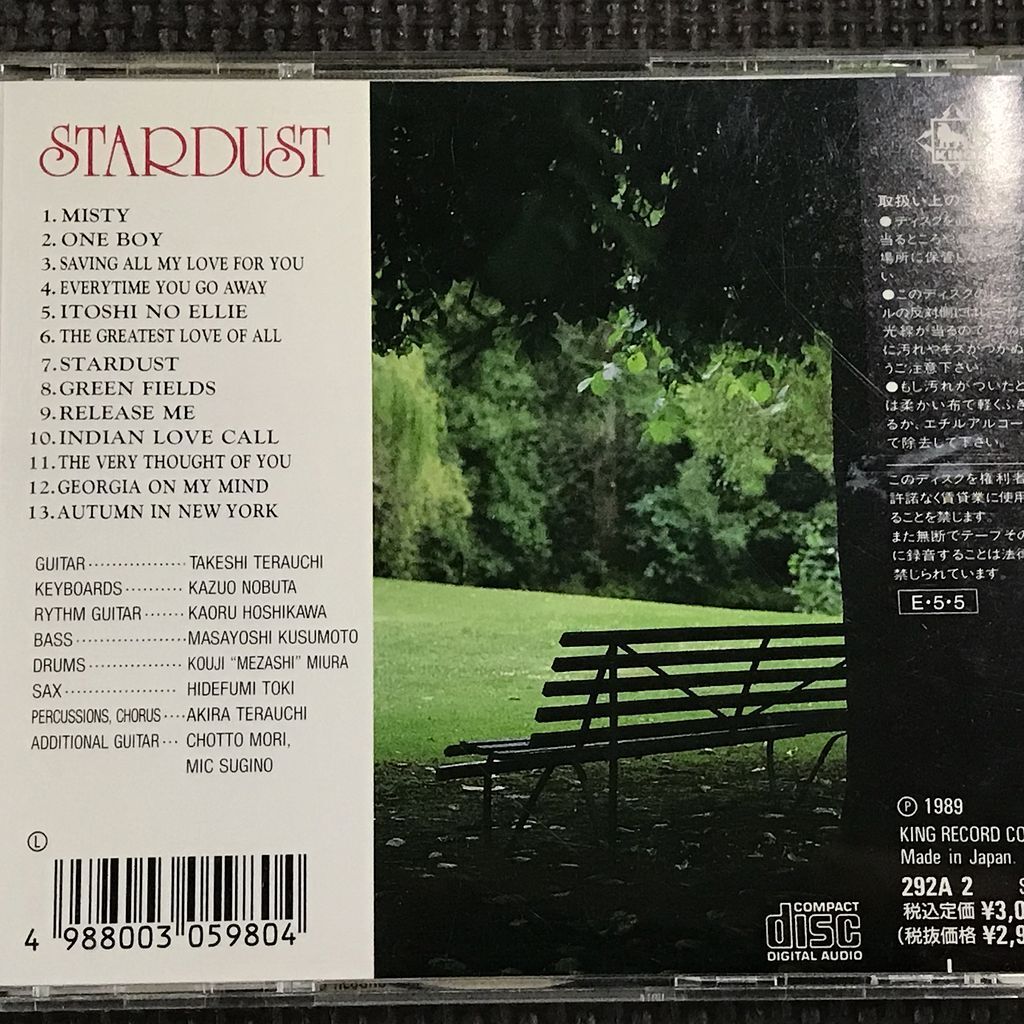 STARDUST
1. MISTY
2. ONE BOY
3. SAVING ALL MY LOVE FOR YOU
4. EVERYTIME YOU GO AWAY
5. ITOSHI NO ELLIE
6. THE GREATEST LOVE OF ALL
7. STARDUST
8. GREEN FIELDS
9. RELEASE ME
10. INDIAN LOVE CALL
11. THE VERY THOUGHT OF YOU
12. GEORGIA ON MY MIND
13. AUTUMN IN NEW YORK
GUITAR ················· TAKESHI TERAUCHI
KEYBOARDS ·········· KAZUO NOBUTA
RYTHM GUITAR ······· KAORU HOSHIKAWA
BASS ··················· MASAYOSHI KUSUMOTO
DRUMS ················ KOUJI "MEZASHI" MIURA
SAX ··················· HIDEFUMI TOKI
PERCUSSIONS, CHORUS ···· AKIRA TERAUCHI
ADDITIONAL GUITAR ··· CHOTTO MORI,
MIC SUGINO
Ⓛ
4 988003 059804
COMPACT
disc
DIGITAL AUDIO
KING
取扱い上の
●ディスクを
当るところや
場所に保管し
い
●このディスク
ルの反対側には
光線が当るので
に汚れやキズがつかぬ
うご注意下さい
●もし汚れがついたと
は柔かい布で軽くふき
るか、エチルアルコー
で除去して下さい。
このディスクを権利者
許諾なく賃貸業に使用
ることを禁じます。
また無断でテープその
に録音することは法律
禁じられています。
E・5・5
Ⓟ 1989
KING RECORD CO
Made in Japan.
292A 2
税込定価 ¥3,0
(税抜価格 ¥2,9